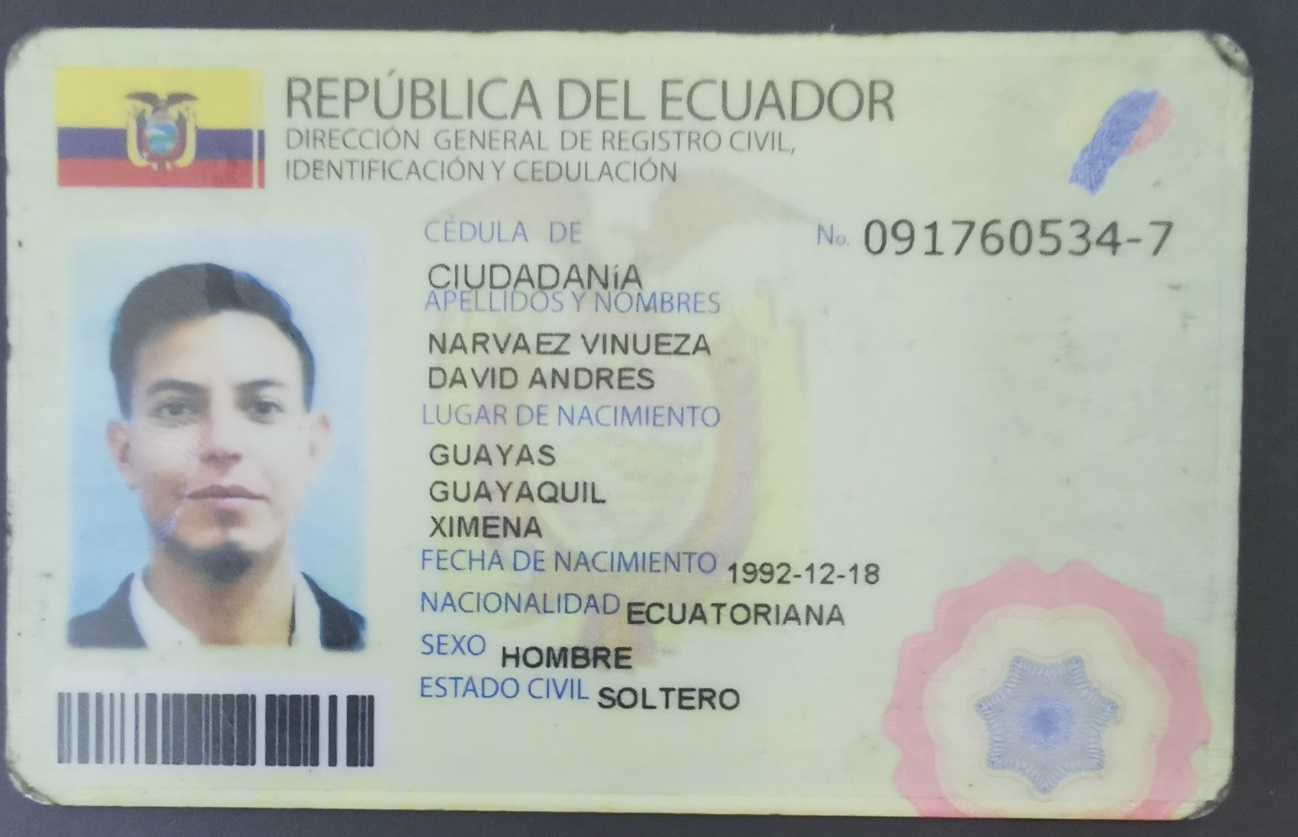 REPÚBLICA DEL ECUADOR
DIRECCIÓN GENERAL DE REGISTRO CIVIL,
IDENTIFICACIÓN Y CEDULACIÓN
CÉDULA DE No. 091760534-7
CIUDADANíA
APELLIDOS Y NOMBRES
NARVAEZ VINUEZA
DAVID ANDRES
LUGAR DE NACIMIENTO
GUAYAS
GUAYAQUIL
XIMENA
FECHA DE NACIMIENTO 1992-12-18
NACIONALIDAD ECUATORIANA
SEXO HOMBRE
ESTADO CIVIL SOLTERO